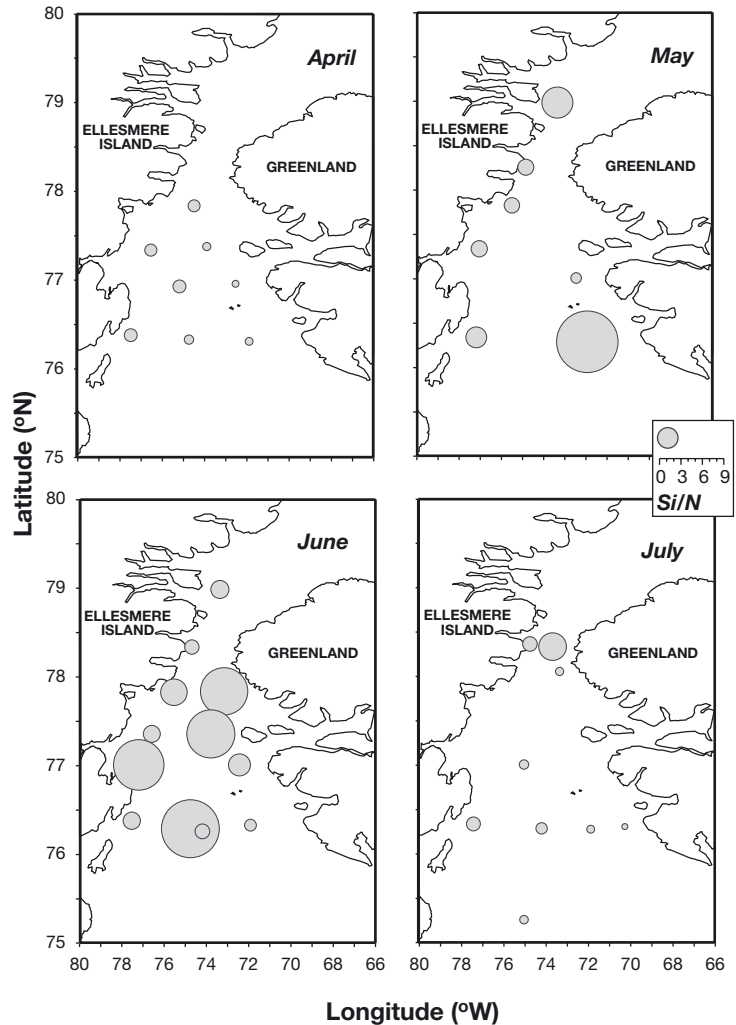 80
April
79
ELLESMERE
ISLAND
GREENLAND
78
77
76
75
May
ELLESMERE
ISLAND
GREENLAND
0 3 6 9
Si/N
Latitude (ºN)
80
June
79
ELLESMERE
ISLAND
GREENLAND
78
77
76
75
80 78 76 74 72 70 68 66
July
ELLESMERE
ISLAND
GREENLAND
80 78 76 74 72 70 68 66
Longitude (ºW)